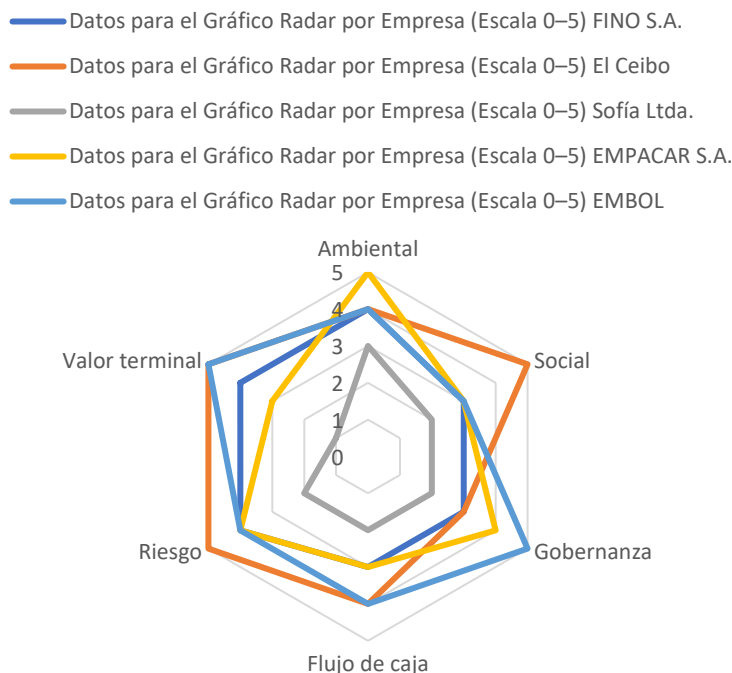 Datos para el Gráfico Radar por Empresa (Escala 0–5) FINO S.A.
Datos para el Gráfico Radar por Empresa (Escala 0–5) El Ceibo
Datos para el Gráfico Radar por Empresa (Escala 0–5) Sofía Ltda.
Datos para el Gráfico Radar por Empresa (Escala 0–5) EMPACAR S.A.
Datos para el Gráfico Radar por Empresa (Escala 0–5) EMBOL
Ambiental
5
4
3
2
1
0
Valor terminal
Social
Riesgo
Gobernanza
Flujo de caja